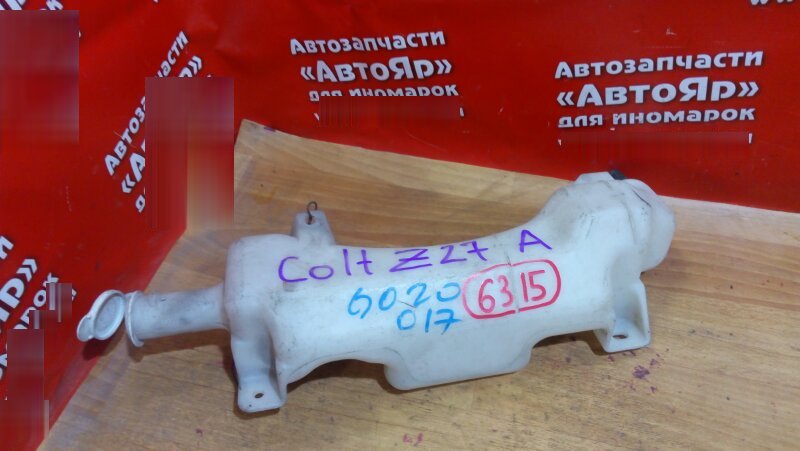 Автозапчасти
«АвтоЯр»
для иномарок
Автозапчасти
«АвтоЯр»
для иномарок
Colt Z27 A
6020
017
6315